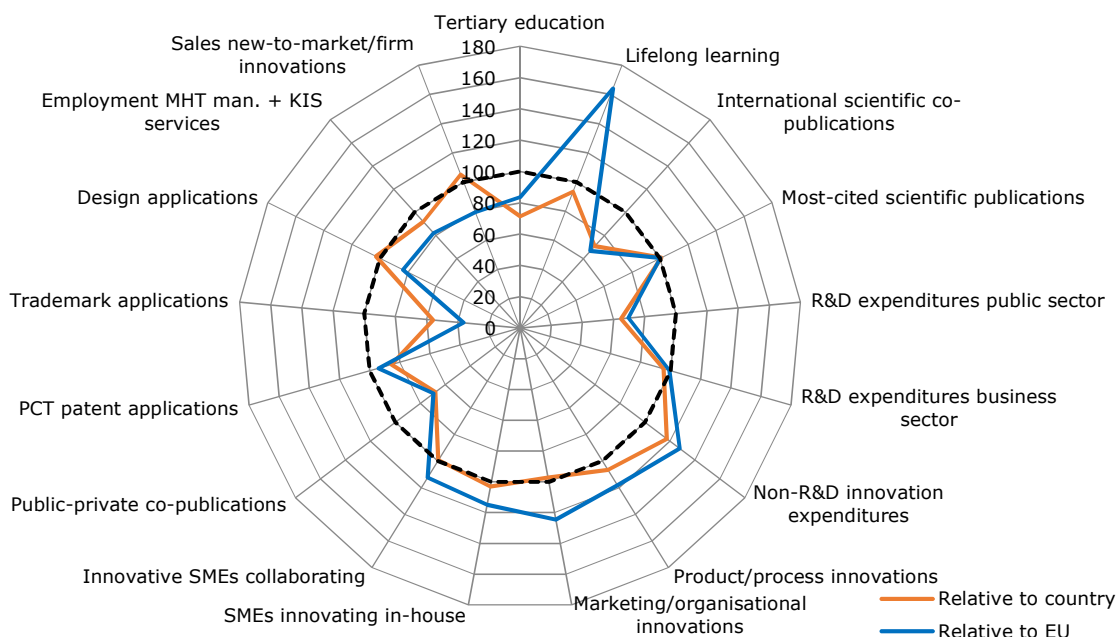 Tertiary education
Lifelong learning
International scientific co-
publications
Most-cited scientific publications
R&D expenditures public sector
R&D expenditures business
sector
Non-R&D innovation
expenditures
Product/process innovations
Marketing/organisational
innovations
SMEs innovating in-house
Innovative SMEs collaborating
Public-private co-publications
PCT patent applications
Trademark applications
Design applications
Employment MHT man. + KIS
services
Sales new-to-market/firm
innovations
180
160
140
120
100
80
60
40
20
0
Relative to country
Relative to EU